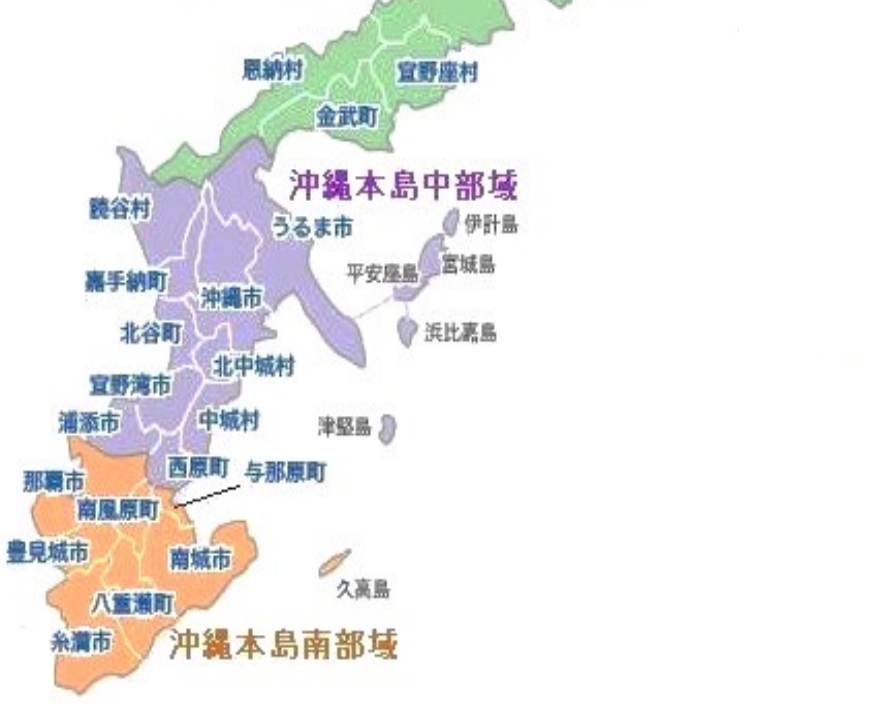 恩納村
宜野座村
金武町
沖縄本島中部域
読谷村
うるま市
伊計島
宮城島
平安座島
嘉手納町
沖縄市
北谷町
浜比嘉島
北中城村
宜野湾市
浦添市
中城村
津堅島
西原町
与那原町
那覇市
南風原町
豊見城市
南城市
久高島
八重瀬町
糸満市
沖縄本島南部域